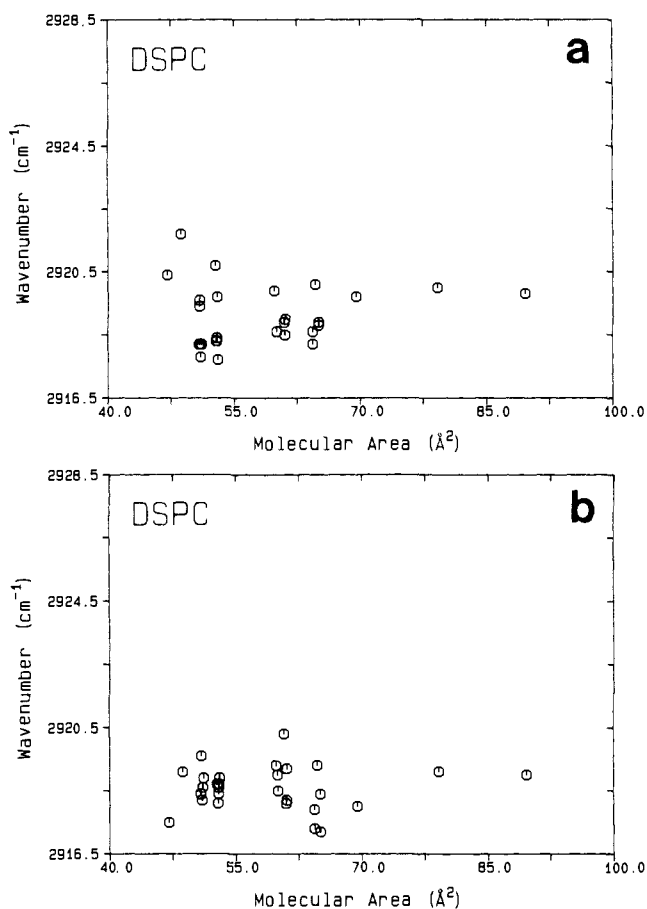 2928.5
DSPC
a
2924.5
Wavenumber (cm⁻¹)
2920.5
2916.5
40.0 55.0 70.0 85.0 100.0
Molecular Area (Å²)
2928.5
DSPC
b
2924.5
Wavenumber (cm⁻¹)
2920.5
2916.5
40.0 55.0 70.0 85.0 100.0
Molecular Area (Å²)